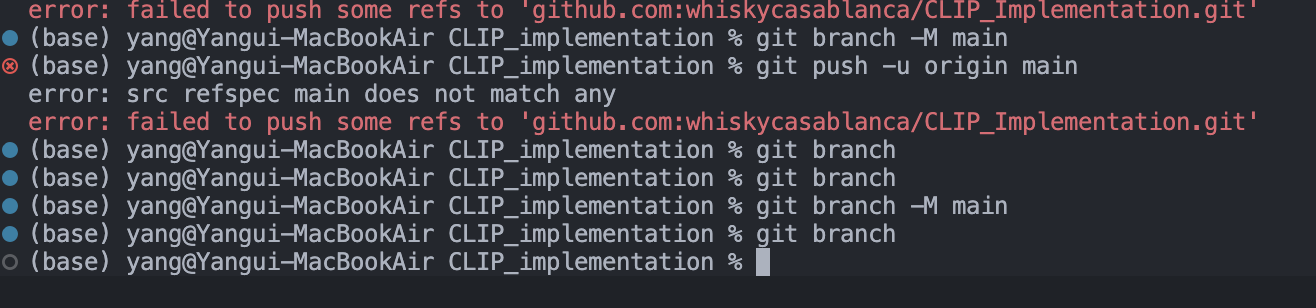 error: failed to push some refs to 'github.com:whiskycasablanca/CLIP_Implementation.git'
(base) yang@Yangui-MacBookAir CLIP_implementation % git branch -M main
(base) yang@Yangui-MacBookAir CLIP_implementation % git push -u origin main
error: src refspec main does not match any
error: failed to push some refs to 'github.com:whiskycasablanca/CLIP_Implementation.git'
(base) yang@Yangui-MacBookAir CLIP_implementation % git branch
(base) yang@Yangui-MacBookAir CLIP_implementation % git branch
(base) yang@Yangui-MacBookAir CLIP_implementation % git branch -M main
(base) yang@Yangui-MacBookAir CLIP_implementation % git branch
(base) yang@Yangui-MacBookAir CLIP_implementation %